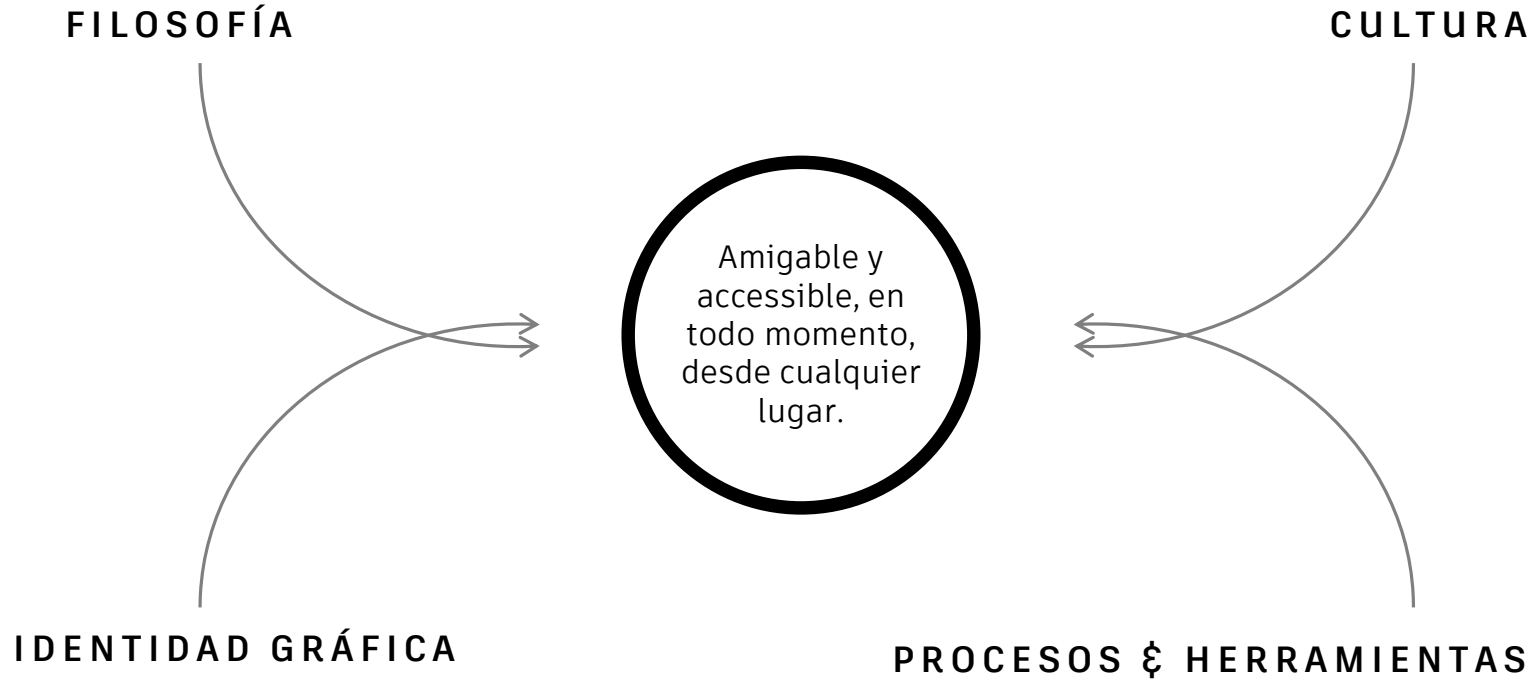 FILOSOFÍA
CULTURA
Amigable y
accessible, en
todo momento,
desde cualquier
lugar.
IDENTIDAD GRÁFICA
PROCESOS & HERRAMIENTAS